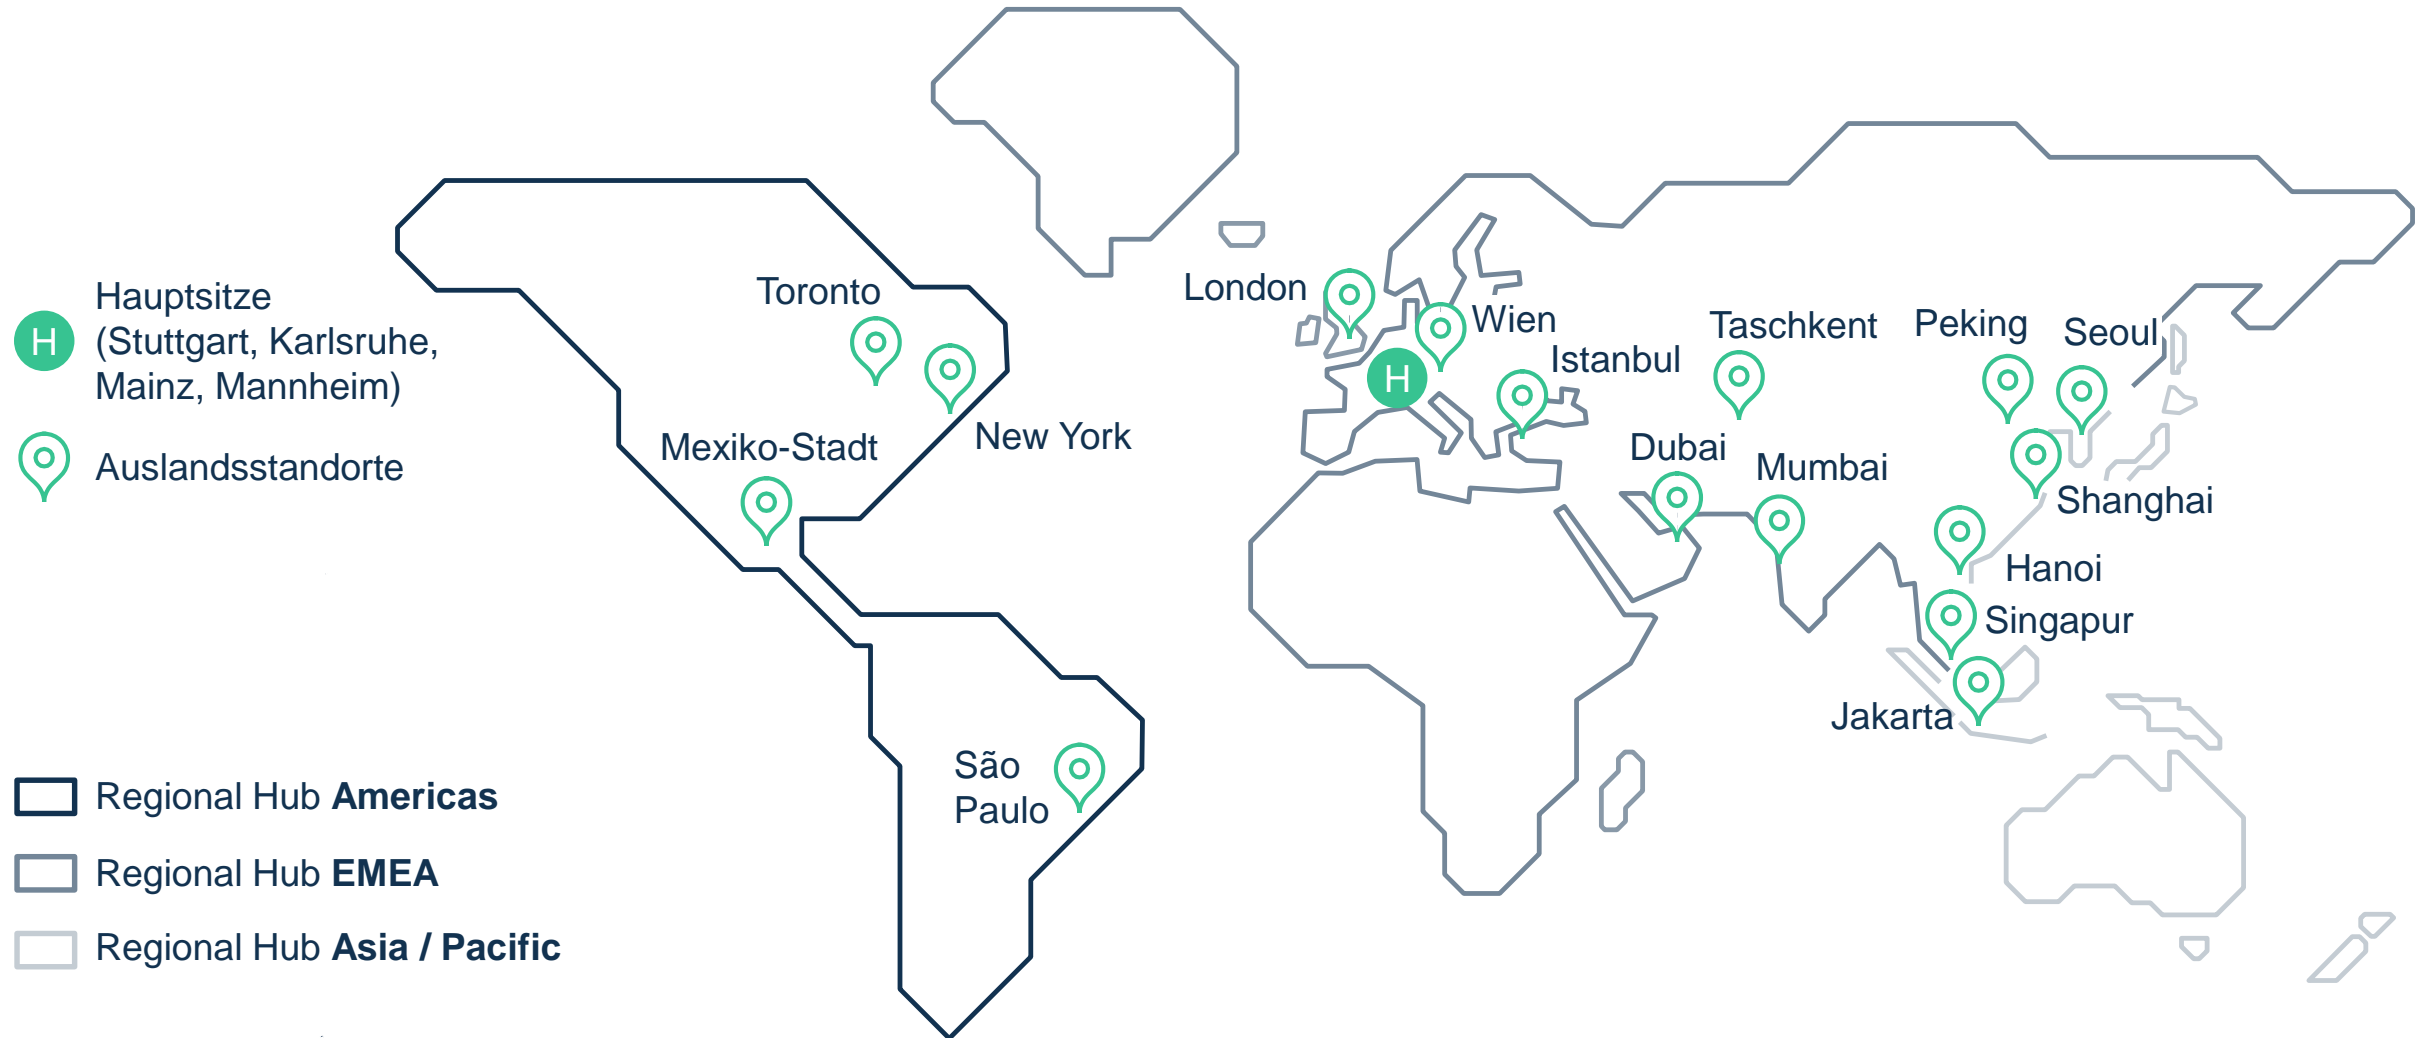 Hauptsitze
(Stuttgart, Karlsruhe,
Mainz, Mannheim)
H
Auslandsstandorte
Toronto
New York
Mexiko-Stadt
São
Paulo
London
Wien
H
Istanbul
Taschkent
Peking
Seoul
Dubai
Mumbai
Shanghai
Hanoi
Singapur
Jakarta
Regional Hub Americas
Regional Hub EMEA
Regional Hub Asia / Pacific